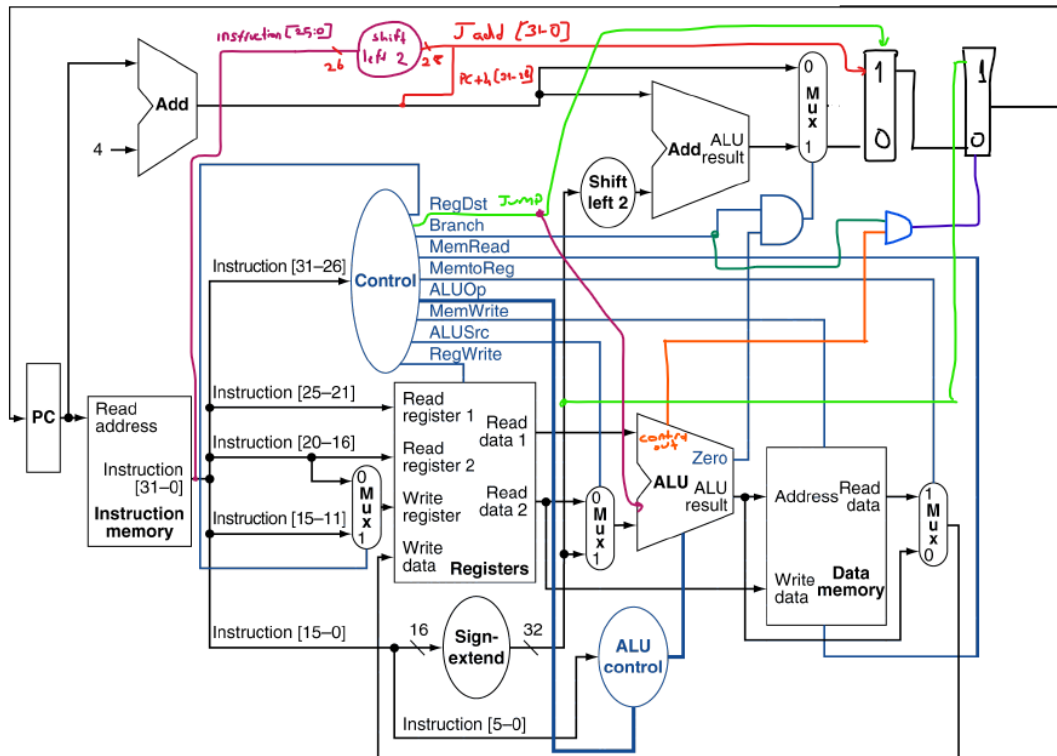 instruction [25:0]
shift
left 2
26
28
J add [31-0]
PC+4 [31-28]
1
0
1
0
0
Mux
1
Add
4
Add
ALU
result
Shift
left 2
RegDst
Jump
Branch
MemRead
MemtoReg
ALUOp
MemWrite
ALUSrc
RegWrite
Control
Instruction [31–26]
PC
Read
address
Instruction
[31–0]
Instruction
memory
Instruction [25–21]
Instruction [20–16]
Instruction [15–11]
0
Mux
1
Read
register 1
Read
register 2
Write
register
Write
data
Read
data 1
Read
data 2
Registers
0
Mux
1
Zero
ALU
ALU
result
Address
Read
data
Write
data
Data
memory
1
Mux
0
Instruction [15–0]
16
Sign-
extend
32
ALU
control
Instruction [5–0]